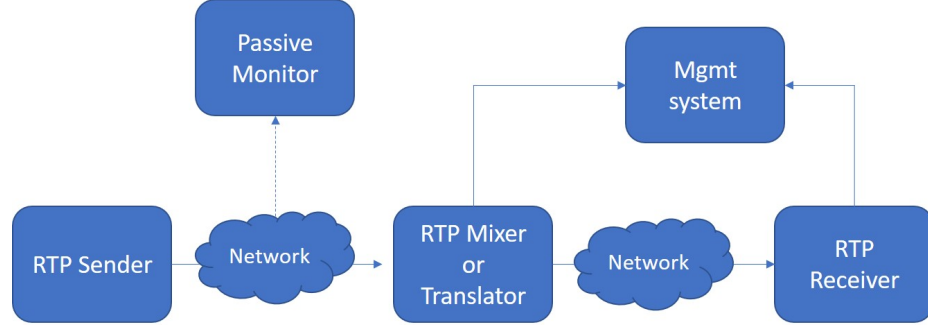 Passive
Monitor
Mgmt
system
RTP Sender
Network
RTP Mixer
or
Translator
Network
RTP
Receiver